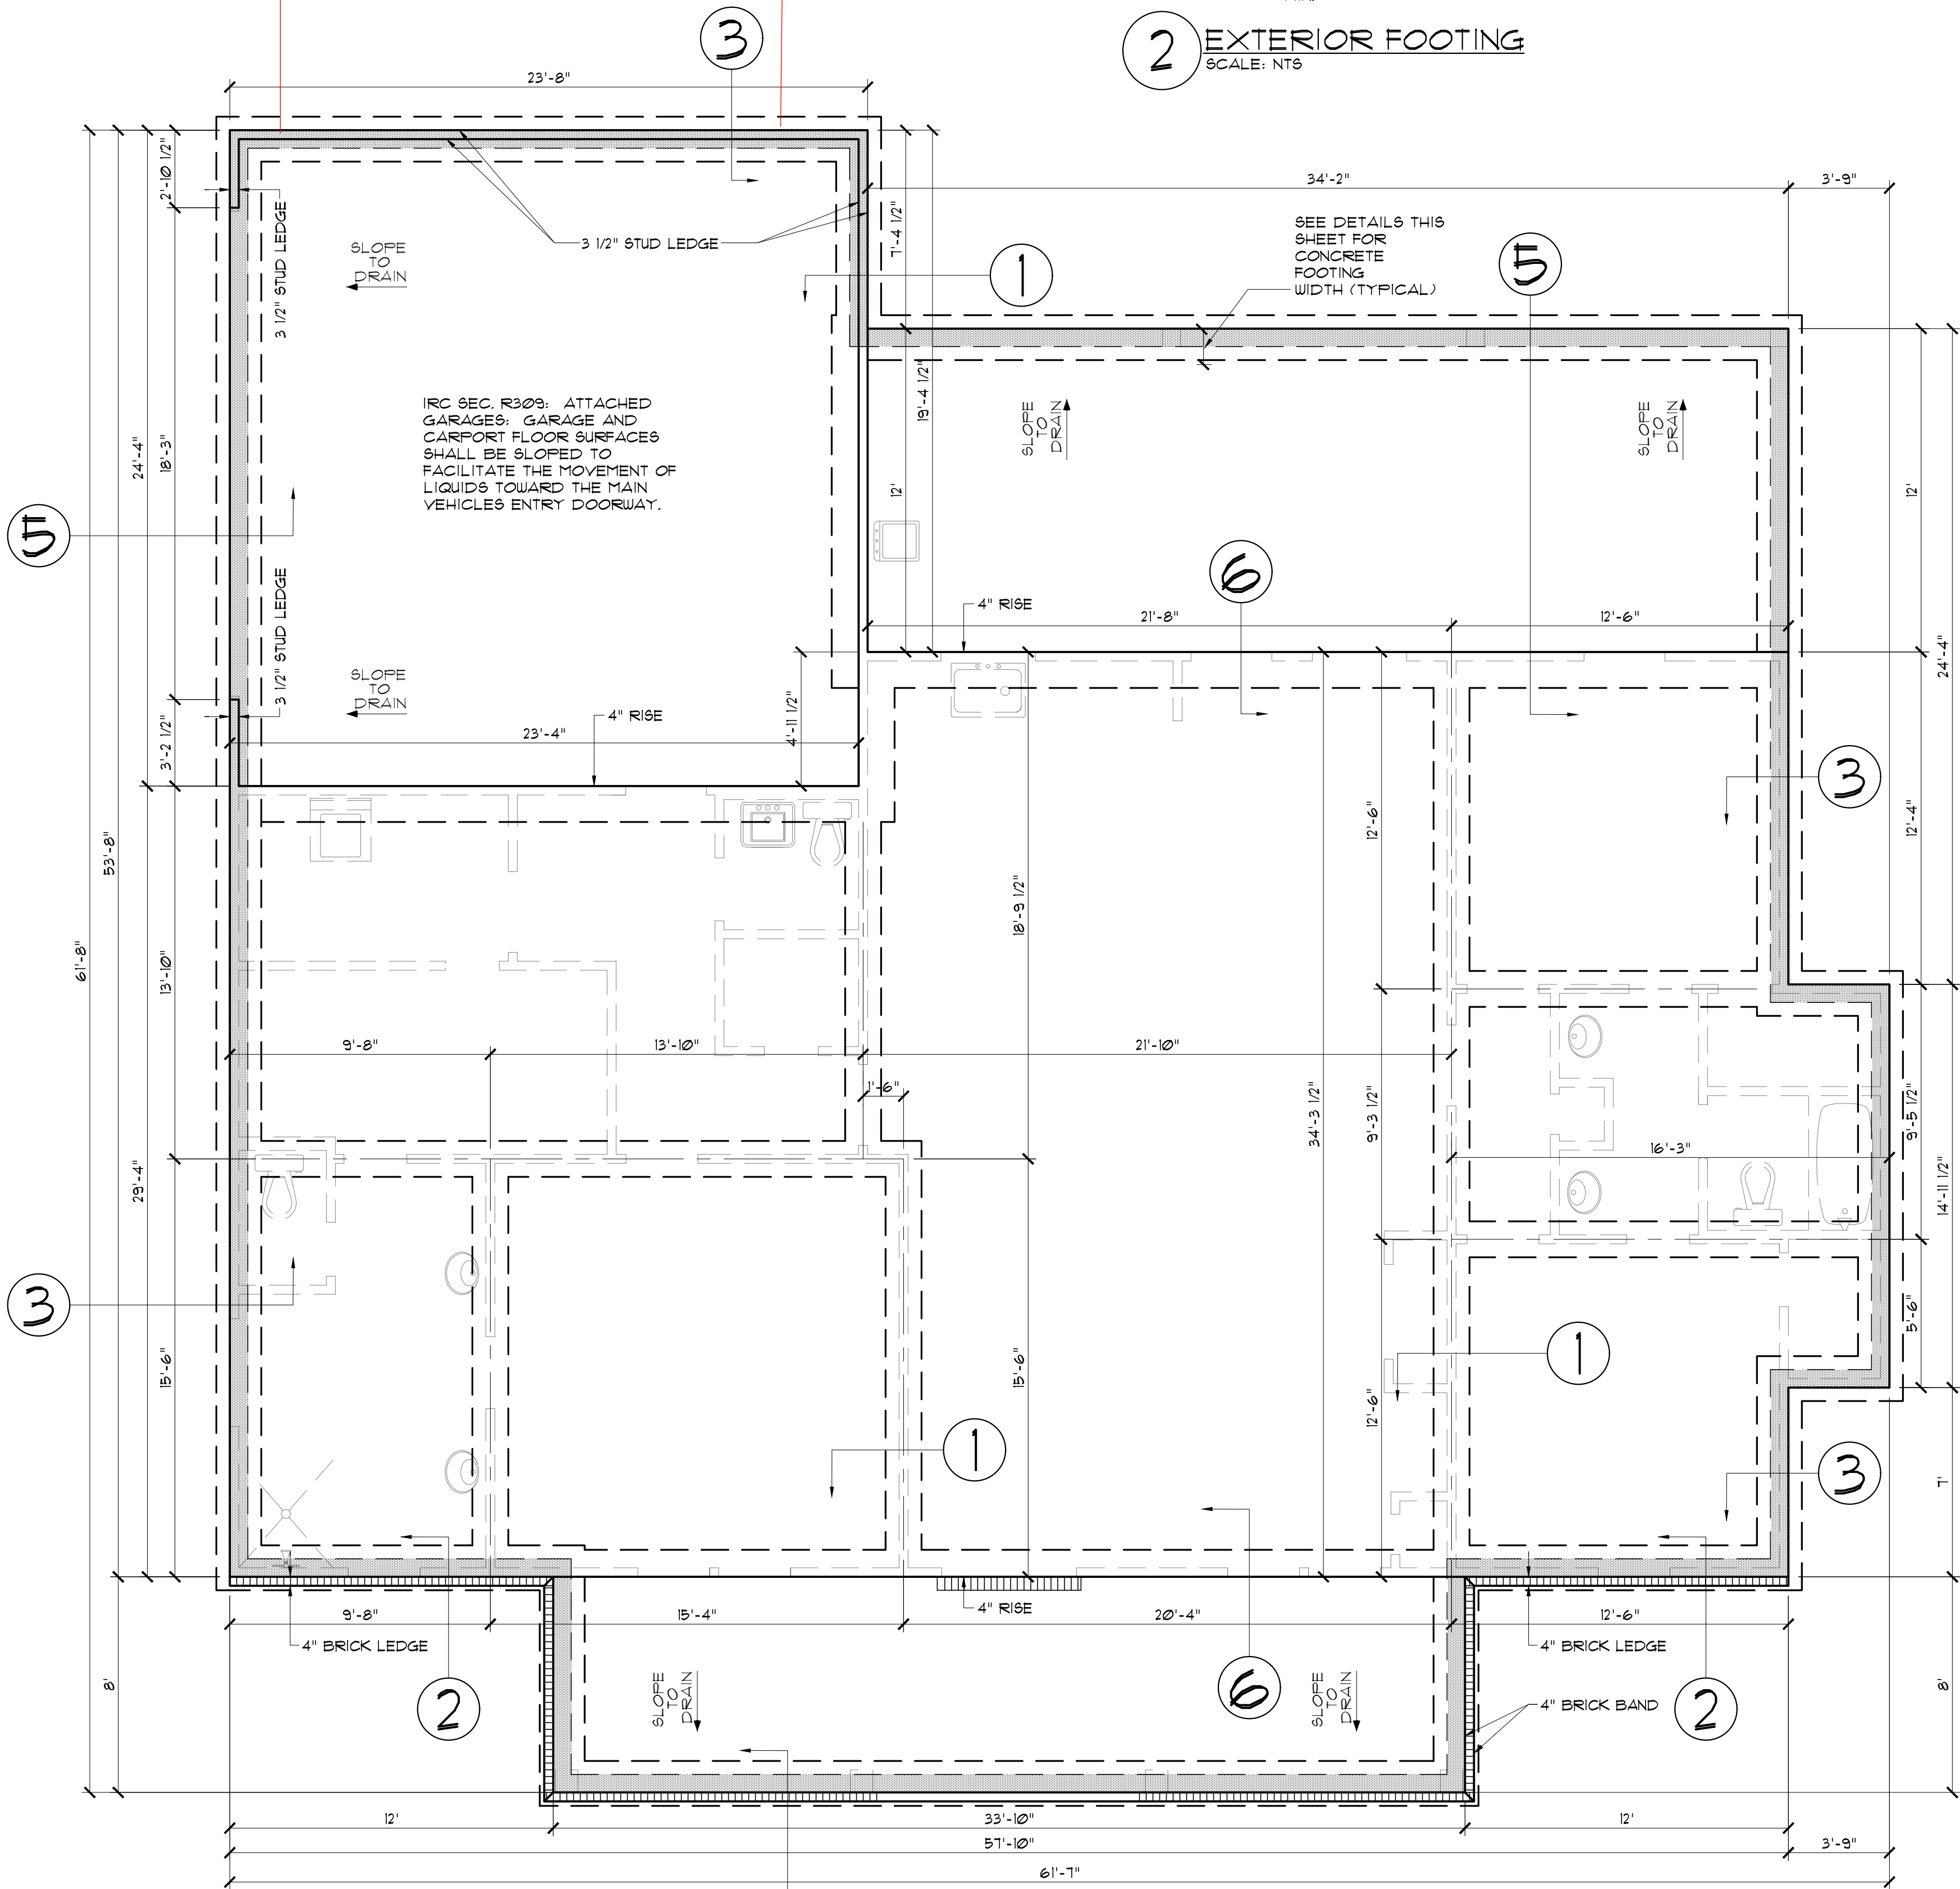 2
EXTERIOR FOOTING
SCALE: NTS
3
23'-8"
34'-2"
3'-9"
2'-10 1/2"
3 1/2" STUD LEDGE
SLOPE
TO
DRAIN
3 1/2" STUD LEDGE
7'-4 1/2"
1
SEE DETAILS THIS
SHEET FOR
CONCRETE
FOOTING
WIDTH (TYPICAL)
5
IRC SEC. R309: ATTACHED
GARAGES: GARAGE AND
CARPORT FLOOR SURFACES
SHALL BE SLOPED TO
FACILITATE THE MOVEMENT OF
LIQUIDS TOWARD THE MAIN
VEHICLES ENTRY DOORWAY.
19'-4 1/2"
SLOPE
TO
DRAIN
SLOPE
TO
DRAIN
24'-4"
18'-3"
12'
12'
5
6
3 1/2" STUD LEDGE
4" RISE
21'-8"
12'-6"
24'-4"
SLOPE
TO
DRAIN
4'-11 1/2"
4" RISE
23'-4"
3'-2 1/2"
3
53'-8"
12'-6"
12'-4"
18'-9 1/2"
61'-8"
13'-10"
9'-8"
13'-10"
21'-10"
1'-6"
34'-3 1/2"
9'-3 1/2"
9'-5 1/2"
16'-3"
29'-4"
14'-11 1/2"
3
5'-6"
15'-6"
15'-6"
1
12'-6"
1
3
7'
4" RISE
9'-8"
15'-4"
20'-4"
12'-6"
4" BRICK LEDGE
4" BRICK LEDGE
8'
2
SLOPE
TO
DRAIN
6
SLOPE
TO
DRAIN
4" BRICK BAND
2
8'
12'
33'-10"
12'
57'-10"
3'-9"
61'-7"